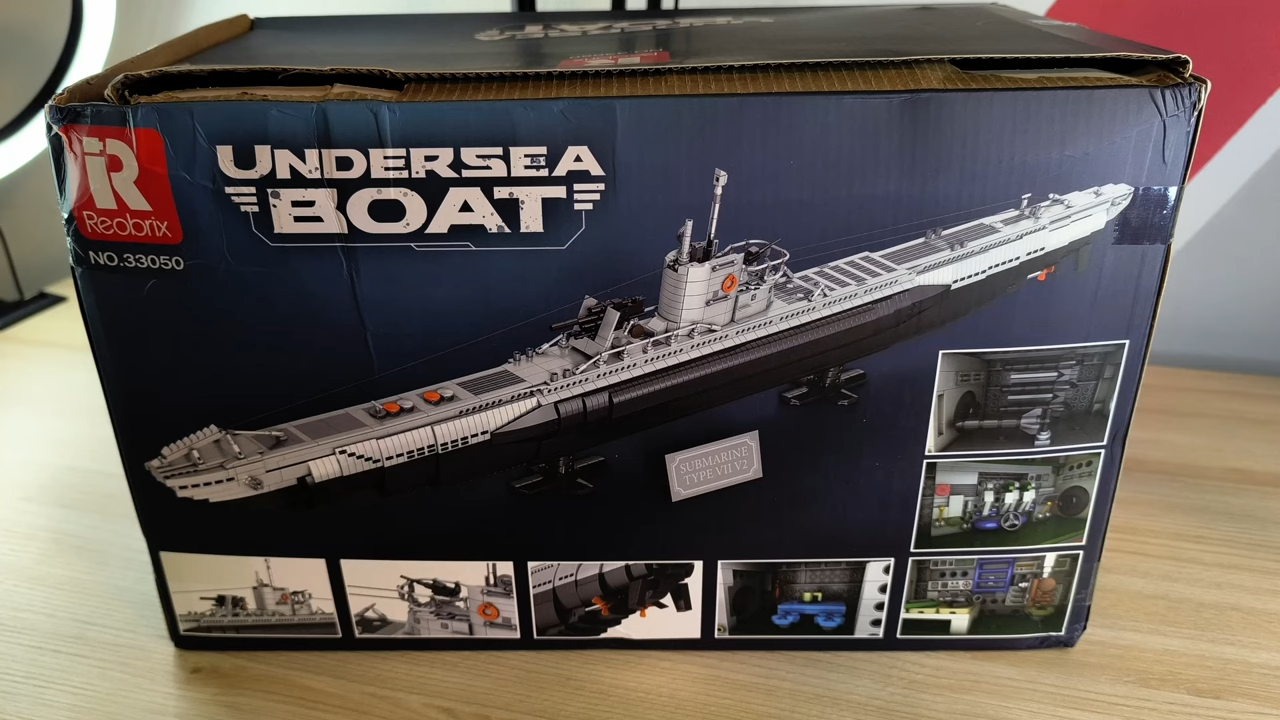 R
Reobrix
NO.33050
UNDERSEA
BOAT
SUBMARINE
TYPE VII V2